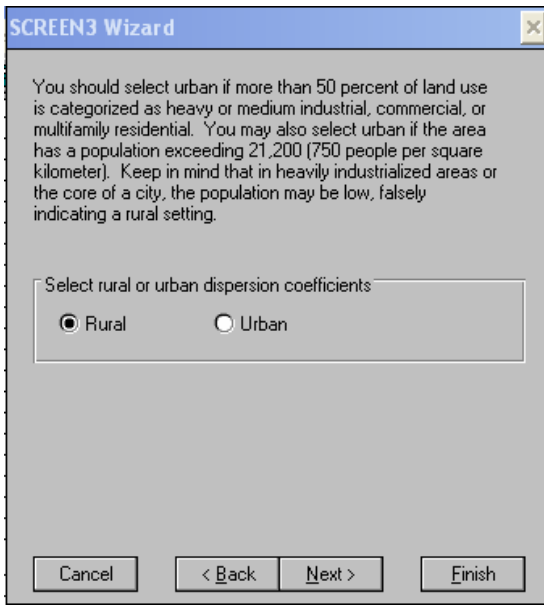 SCREEN3 Wizard
You should select urban if more than 50 percent of land use
is categorized as heavy or medium industrial, commercial, or
multifamily residential. You may also select urban if the area
has a population exceeding 21,200 (750 people per square
kilometer). Keep in mind that in heavily industrialized areas or
the core of a city, the population may be low, falsely
indicating a rural setting.
Select rural or urban dispersion coefficients
Rural Urban
Cancel < Back Next > Finish